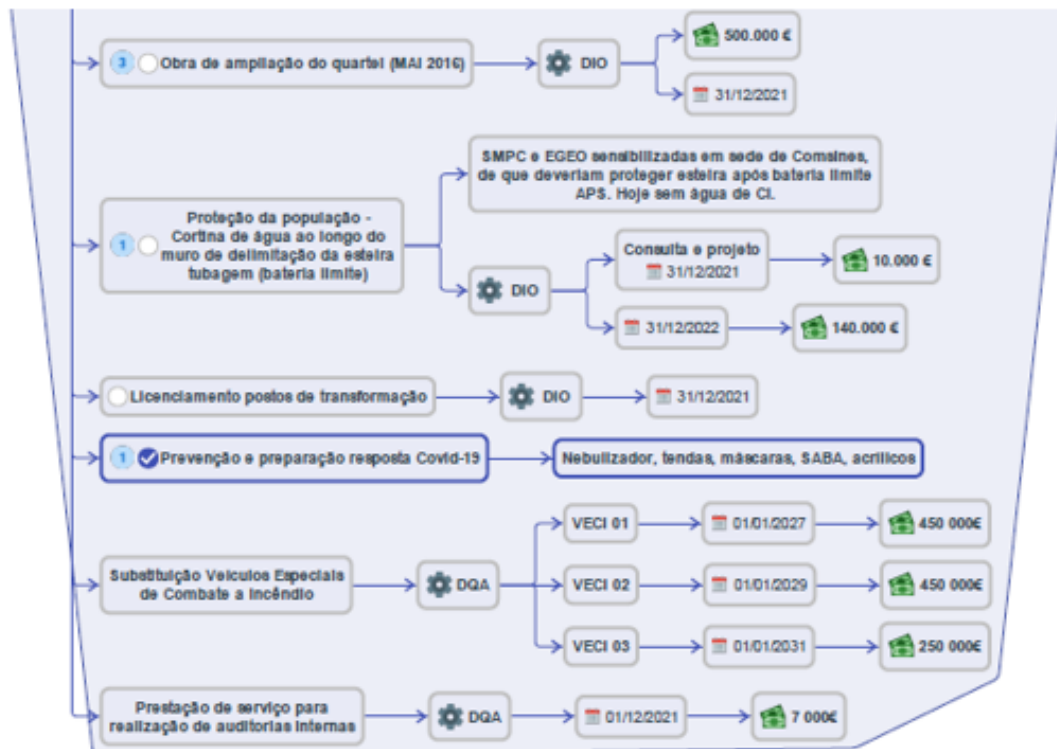 3 Obra de ampliação do quartel (MAI 2016)
DIO
500.000 €
31/12/2021
1 Proteção da população -
Cortina de água ao longo do
muro de delimitação da esteira
tubagem (bateria limite)
SMPC e EGEO sensibilizadas em sede de Comsines,
de que deveriam proteger esteira após bateria limite
APS. Hoje sem água de CI.
DIO
Consulta e projeto
31/12/2021
10.000 €
31/12/2022
140.000 €
Licenciamento postos de transformação
DIO
31/12/2021
1 Prevenção e preparação resposta Covid-19
Nebulizador, tendas, máscaras, SABA, acrílicos
Substituição Veículos Especiais
de Combate a Incêndio
DQA
VECI 01
01/01/2027
450 000€
VECI 02
01/01/2029
450 000€
VECI 03
01/01/2031
250 000€
Prestação de serviço para
realização de auditorias internas
DQA
01/12/2021
7 000€